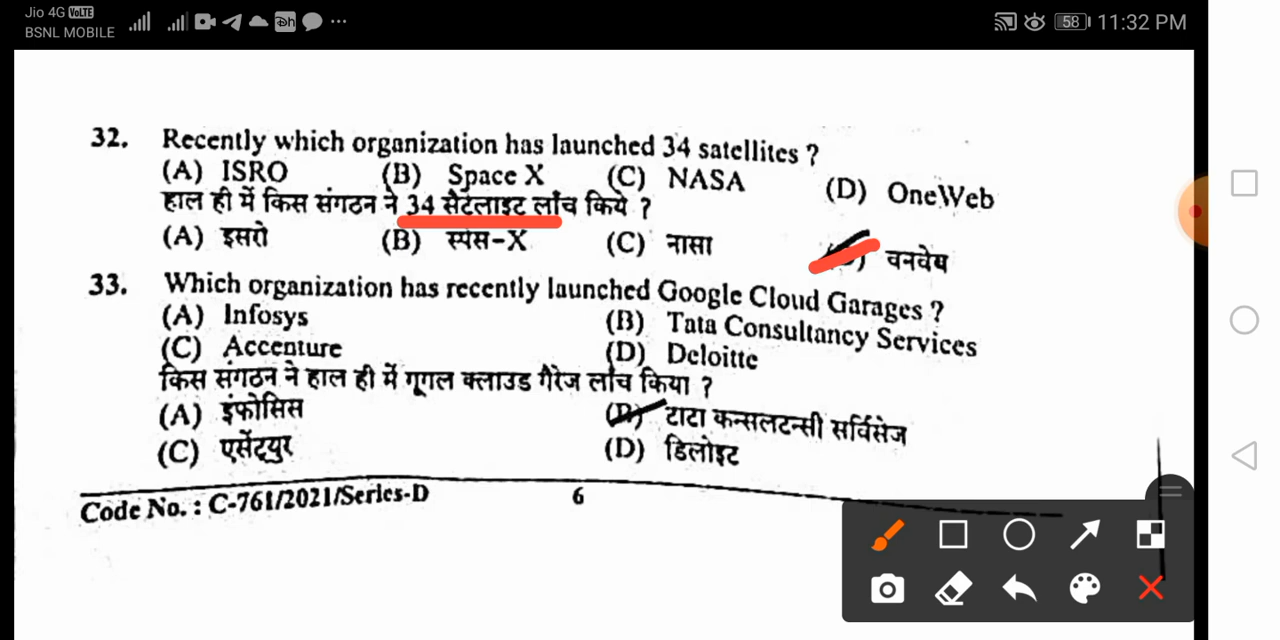 Jio 4G VoLTE
BSNL MOBILE
58 11:32 PM
32. Recently which organization has launched 34 satellites ?
(A) ISRO (B) Space X (C) NASA (D) OneWeb
हाल ही में किस संगठन ने 34 सैटेलाइट लाँच किये ?
(A) इसरो (B) स्पेस-X (C) नासा वनवेब
33. Which organization has recently launched Google Cloud Garages ?
(A) Infosys (B) Tata Consultancy Services
(C) Accenture (D) Deloitte
किस संगठन ने हाल ही में गूगल क्लाउड गैरेज लाँच किया ?
(A) इंफोसिस (B) टाटा कन्सलटन्सी सर्विसेज
(C) एसेंट्युर (D) डिलोइट
Code No. : C-761/2021/Series-D 6